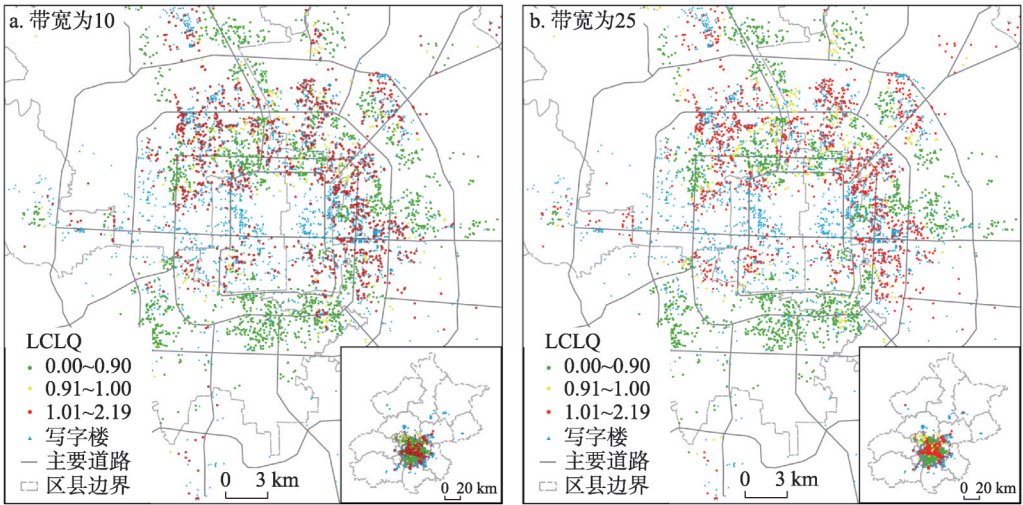 a. 带宽为10
LCLQ
0.00~0.90
0.91~1.00
1.01~2.19
写字楼
主要道路
区县边界
0 3 km
0 20 km
b. 带宽为25
LCLQ
0.00~0.90
0.91~1.00
1.01~2.19
写字楼
主要道路
区县边界
0 3 km
0 20 km